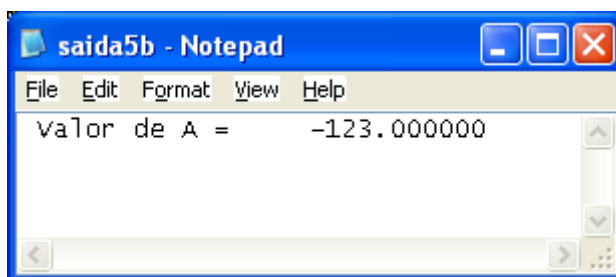 saida5b - Notepad
File Edit Format View Help
Valor de A =     -123.000000